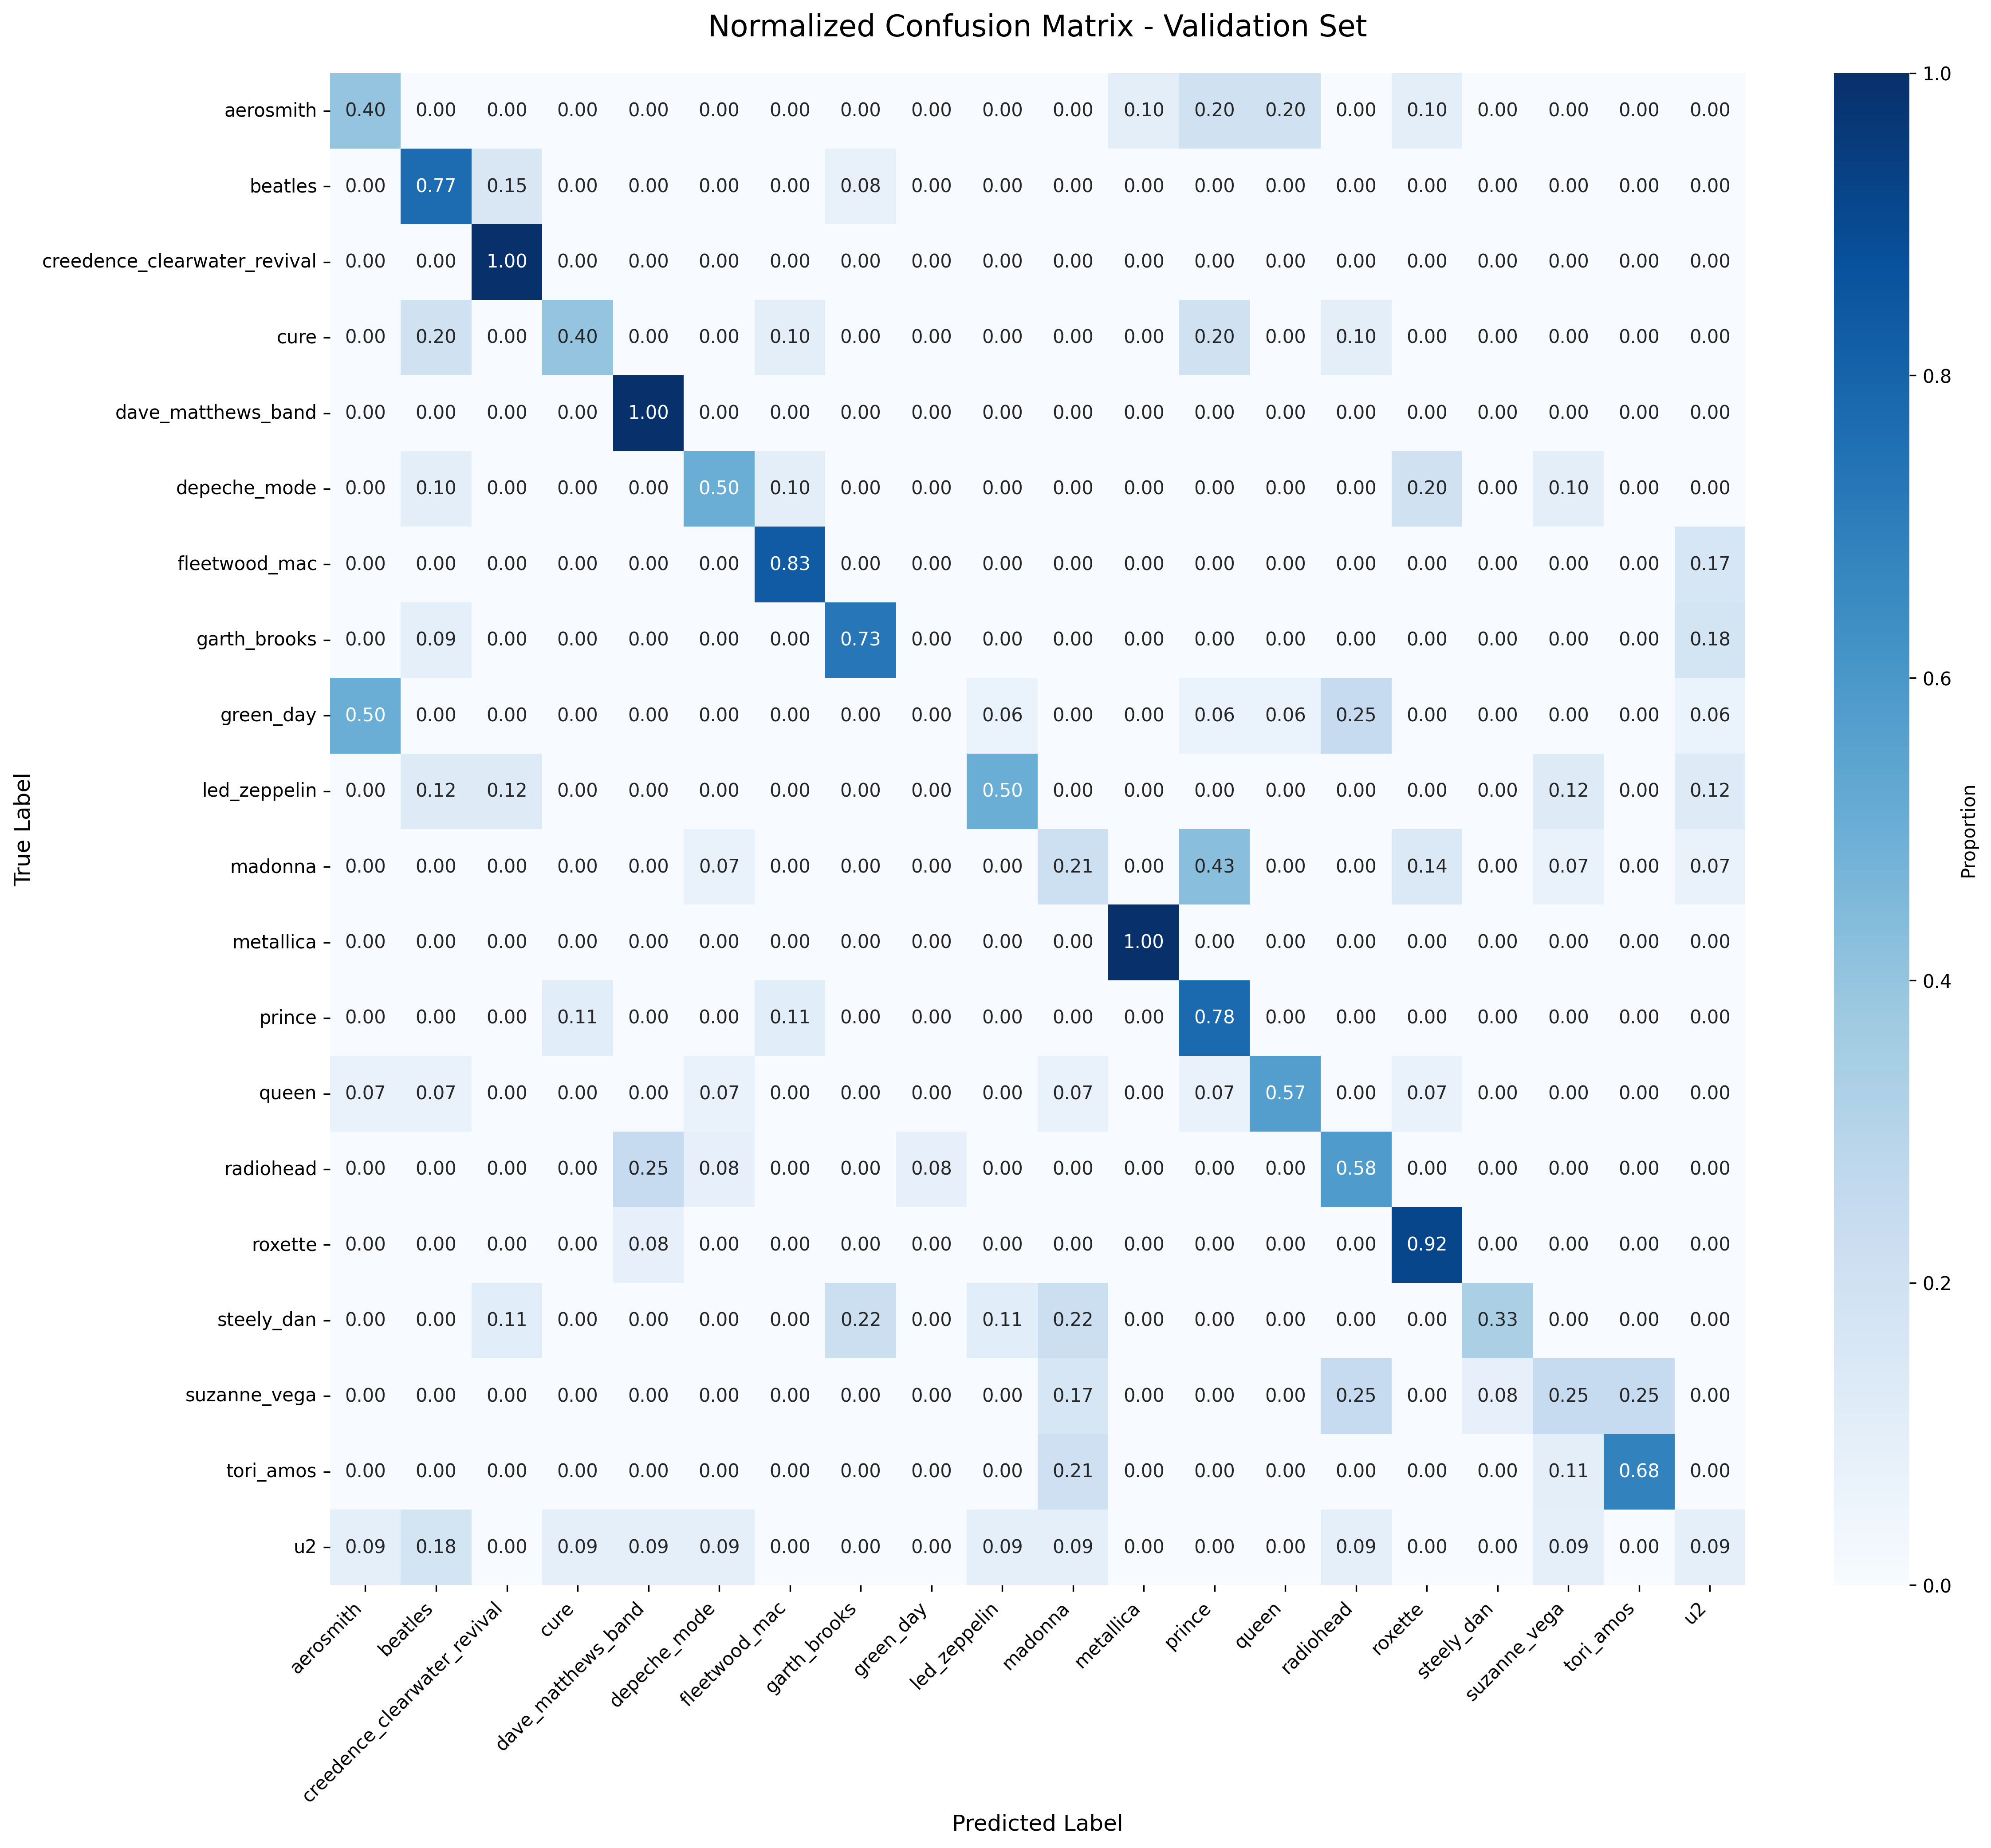 Normalized Confusion Matrix - Validation Set
aerosmith 0.40 0.00 0.00 0.00 0.00 0.00 0.00 0.00 0.00 0.00 0.00 0.10 0.20 0.20 0.00 0.10 0.00 0.00 0.00 0.00
beatles 0.00 0.77 0.15 0.00 0.00 0.00 0.00 0.08 0.00 0.00 0.00 0.00 0.00 0.00 0.00 0.00 0.00 0.00 0.00 0.00
creedence_clearwater_revival 0.00 0.00 1.00 0.00 0.00 0.00 0.00 0.00 0.00 0.00 0.00 0.00 0.00 0.00 0.00 0.00 0.00 0.00 0.00 0.00
cure 0.00 0.20 0.00 0.40 0.00 0.00 0.10 0.00 0.00 0.00 0.00 0.00 0.20 0.00 0.10 0.00 0.00 0.00 0.00 0.00
dave_matthews_band 0.00 0.00 0.00 0.00 1.00 0.00 0.00 0.00 0.00 0.00 0.00 0.00 0.00 0.00 0.00 0.00 0.00 0.00 0.00 0.00
depeche_mode 0.00 0.10 0.00 0.00 0.00 0.50 0.10 0.00 0.00 0.00 0.00 0.00 0.00 0.00 0.00 0.20 0.00 0.10 0.00 0.00
fleetwood_mac 0.00 0.00 0.00 0.00 0.00 0.00 0.83 0.00 0.00 0.00 0.00 0.00 0.00 0.00 0.00 0.00 0.00 0.00 0.00 0.17
garth_brooks 0.00 0.09 0.00 0.00 0.00 0.00 0.00 0.73 0.00 0.00 0.00 0.00 0.00 0.00 0.00 0.00 0.00 0.00 0.00 0.18
green_day 0.50 0.00 0.00 0.00 0.00 0.00 0.00 0.00 0.00 0.06 0.00 0.00 0.06 0.06 0.25 0.00 0.00 0.00 0.00 0.06
led_zeppelin 0.00 0.12 0.12 0.00 0.00 0.00 0.00 0.00 0.00 0.50 0.00 0.00 0.00 0.00 0.00 0.00 0.00 0.12 0.00 0.12
madonna 0.00 0.00 0.00 0.00 0.00 0.07 0.00 0.00 0.00 0.00 0.21 0.00 0.43 0.00 0.00 0.14 0.00 0.07 0.00 0.07
metallica 0.00 0.00 0.00 0.00 0.00 0.00 0.00 0.00 0.00 0.00 0.00 1.00 0.00 0.00 0.00 0.00 0.00 0.00 0.00 0.00
prince 0.00 0.00 0.00 0.11 0.00 0.00 0.11 0.00 0.00 0.00 0.00 0.00 0.78 0.00 0.00 0.00 0.00 0.00 0.00 0.00
queen 0.07 0.07 0.00 0.00 0.00 0.07 0.00 0.00 0.00 0.00 0.07 0.00 0.07 0.57 0.00 0.07 0.00 0.00 0.00 0.00
radiohead 0.00 0.00 0.00 0.00 0.25 0.08 0.00 0.00 0.08 0.00 0.00 0.00 0.00 0.00 0.58 0.00 0.00 0.00 0.00 0.00
roxette 0.00 0.00 0.00 0.00 0.08 0.00 0.00 0.00 0.00 0.00 0.00 0.00 0.00 0.00 0.00 0.92 0.00 0.00 0.00 0.00
steely_dan 0.00 0.00 0.11 0.00 0.00 0.00 0.00 0.22 0.00 0.11 0.22 0.00 0.00 0.00 0.00 0.00 0.33 0.00 0.00 0.00
suzanne_vega 0.00 0.00 0.00 0.00 0.00 0.00 0.00 0.00 0.00 0.00 0.17 0.00 0.00 0.00 0.25 0.00 0.08 0.25 0.25 0.00
tori_amos 0.00 0.00 0.00 0.00 0.00 0.00 0.00 0.00 0.00 0.00 0.21 0.00 0.00 0.00 0.00 0.00 0.00 0.11 0.68 0.00
u2 0.09 0.18 0.00 0.09 0.09 0.09 0.00 0.00 0.00 0.09 0.09 0.00 0.00 0.00 0.09 0.00 0.00 0.09 0.00 0.09
True Label
aerosmith
beatles
creedence_clearwater_revival
cure
dave_matthews_band
depeche_mode
fleetwood_mac
garth_brooks
green_day
led_zeppelin
madonna
metallica
prince
queen
radiohead
roxette
steely_dan
suzanne_vega
tori_amos
u2
Predicted Label
1.0
0.8
0.6
0.4
0.2
0.0
Proportion